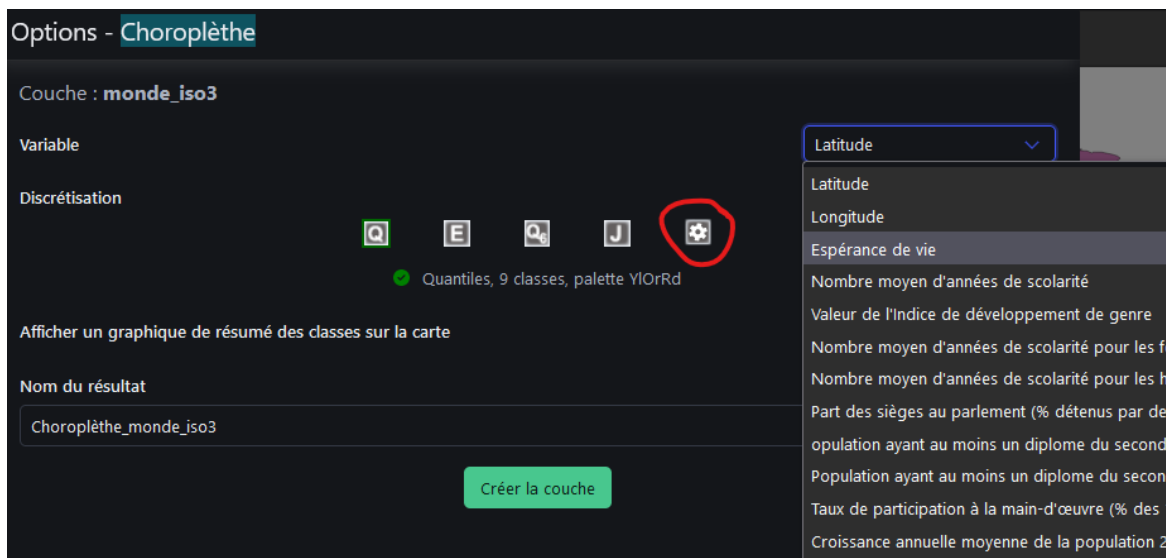 Options - Choroplèthe
Couche : monde_iso3
Variable
Latitude
Discrétisation
Q E Q6 J
Quantiles, 9 classes, palette YlOrRd
Afficher un graphique de résumé des classes sur la carte
Nom du résultat
Choroplèthe_monde_iso3
Créer la couche
Latitude
Longitude
Espérance de vie
Nombre moyen d'années de scolarité
Valeur de l'Indice de développement de genre
Nombre moyen d'années de scolarité pour les f
Nombre moyen d'années de scolarité pour les h
Part des sièges au parlement (% détenus par de
opulation ayant au moins un diplome du second
Population ayant au moins un diplome du secon
Taux de participation à la main-d'œuvre (% des
Croissance annuelle moyenne de la population 2